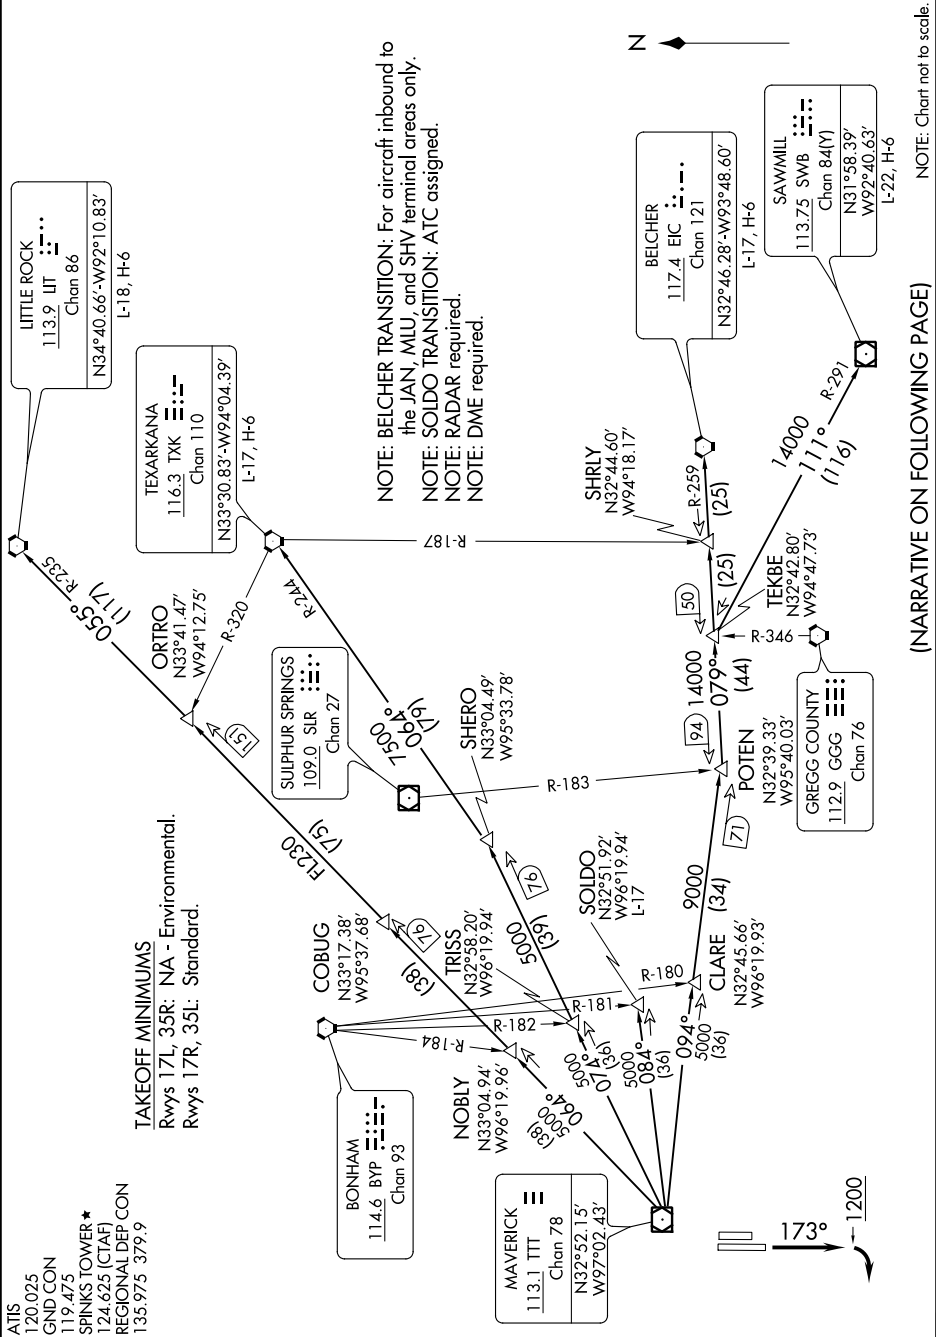 ATIS
120.025
GND CON
119.475
SPINKS TOWER ★
124.625 (CTAF)
REGIONAL DEP CON
135.975 379.9
TAKEOFF MINIMUMS
Rwys 17L, 35R: NA - Environmental.
Rwys 17R, 35L: Standard.
LITTLE ROCK
113.9 LIT
Chan 86
N34°40.66'-W92°10.83'
L-18, H-6
TEXARKANA
116.3 TXK
Chan 110
N33°30.83'-W94°04.39'
L-17, H-6
NOTE: BELCHER TRANSITION: For aircraft inbound to
the JAN, MLU, and SHV terminal areas only.
NOTE: SOLDO TRANSITION: ATC assigned.
NOTE: RADAR required.
NOTE: DME required.
N
R-235
055°
(117)
ORTRO
N33°41.47'
W94°12.75'
R-320
R-244
R-187
151
FL230
(75)
SULPHUR SPRINGS
109.0 SLR
Chan 27
7500
064°
(79)
SHERO
N33°04.49'
W95°33.78'
R-183
COBUG
N33°17.38'
W95°37.68'
76
(38)
TRISS
N32°58.20'
W96°19.94'
5000
(39)
76
SOLDO
N32°51.92'
W96°19.94'
L-17
BONHAM
114.6 BYP
Chan 93
R-184
R-182
R-181
R-180
NOBLY
N33°04.94'
W96°19.96'
5000
064°
(38)
5000
074°
(36)
5000
084°
(36)
094°
5000
(36)
CLARE
N32°45.66'
W96°19.93'
9000
(34)
71
POTEN
N32°39.33'
W95°40.03'
94
14000
079°
(44)
GREGG COUNTY
112.9 GGG
Chan 76
R-346
TEKBE
N32°42.80'
W94°47.73'
50
(25)
SHRLY
N32°44.60'
W94°18.17'
R-259
(25)
BELCHER
117.4 EIC
Chan 121
N32°46.28'-W93°48.60'
L-17, H-6
14000
111°
(116)
R-291
SAWMILL
113.75 SWB
Chan 84(Y)
N31°58.39'
W92°40.63'
L-22, H-6
MAVERICK
113.1 TTT
Chan 78
N32°52.15'
W97°02.43'
173°
1200
(NARRATIVE ON FOLLOWING PAGE)
NOTE: Chart not to scale.